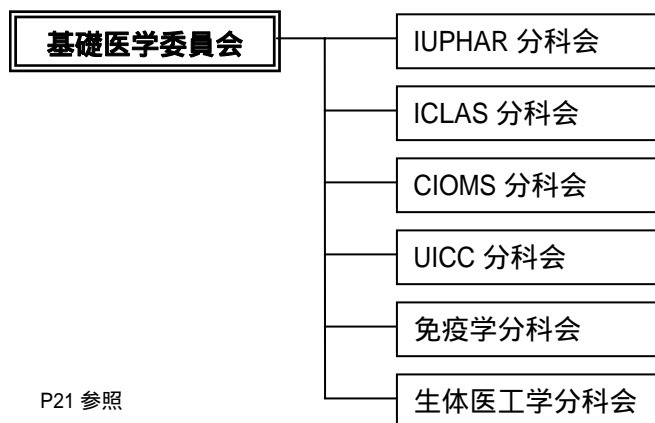 基礎医学委員会
IUPHAR 分科会
ICLAS 分科会
CIOMS 分科会
UICC 分科会
免疫学分科会
生体医工学分科会
P21 参照